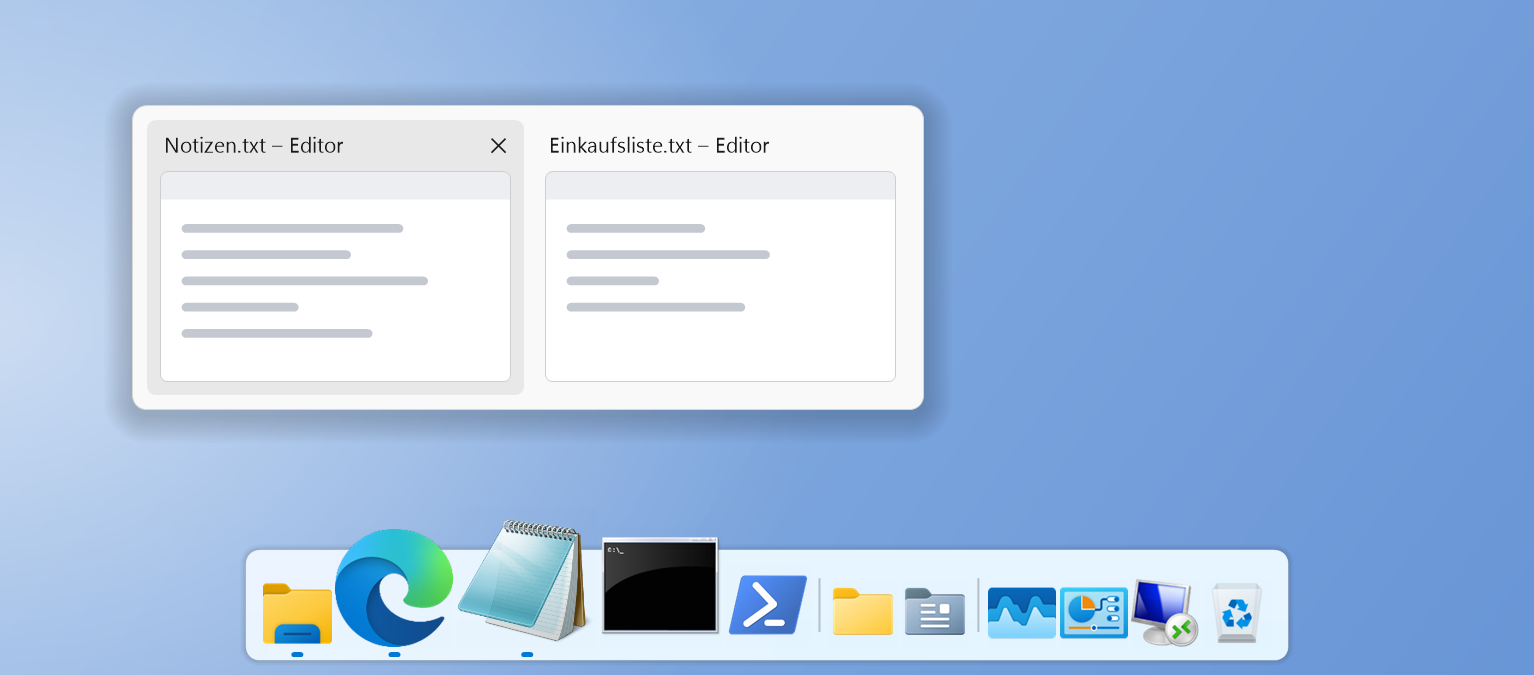 Notizen.txt – Editor
Einkaufsliste.txt – Editor
C:\_